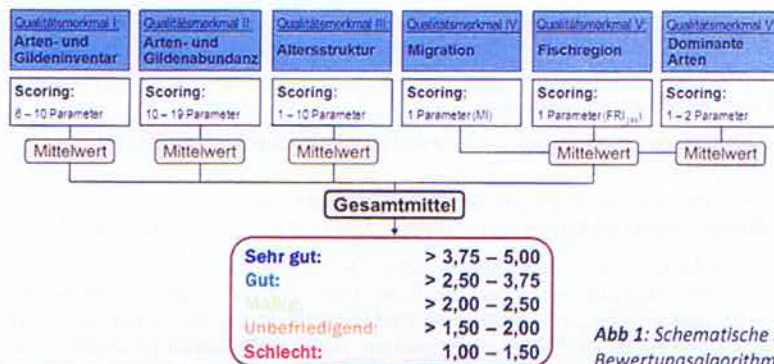 Qualitätsmerkmal I:
Arten- und
Gildeninventar
Qualitätsmerkmal II:
Arten- und
Gildenabundanz
Qualitätsmerkmal III:
Altersstruktur
Qualitätsmerkmal IV:
Migration
Qualitätsmerkmal V:
Fischregion
Qualitätsmerkmal V
Dominante
Arten
Scoring:
6 – 10 Parameter
Scoring:
10 – 19 Parameter
Scoring:
1 – 10 Parameter
Scoring:
1 Parameter (MI)
Scoring:
1 Parameter (FRI
Scoring:
1 – 2 Parameter
Mittelwert
Mittelwert
Mittelwert
Mittelwert
Mittelwert
Gesamtmittel
Sehr gut: > 3,75 – 5,00
Gut: > 2,50 – 3,75
Mäßig: > 2,00 – 2,50
Unbefriedigend: > 1,50 – 2,00
Schlecht: 1,00 – 1,50
Abb 1: Schematische
Bewertungsalgorithm